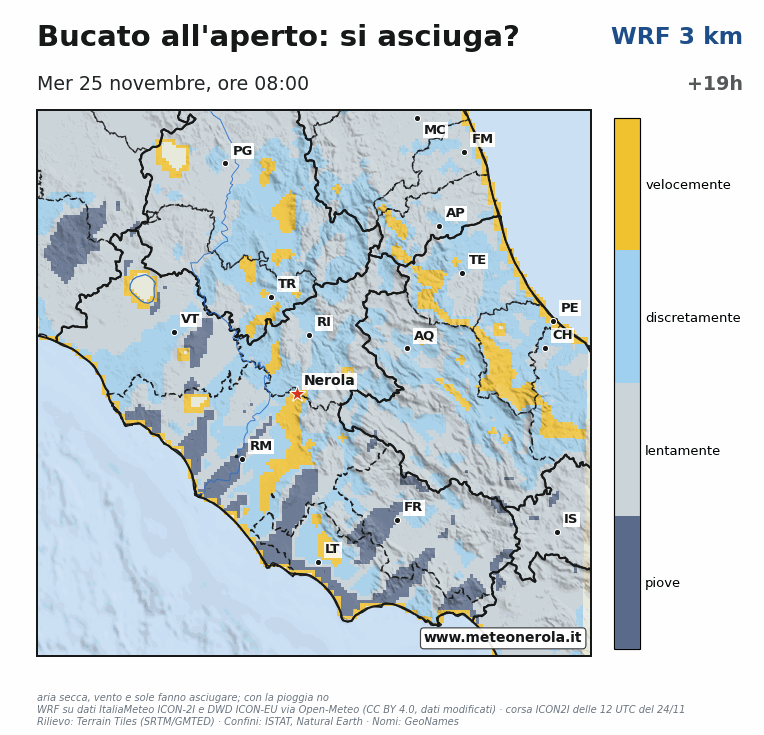 Bucato all'aperto: si asciuga?
WRF 3 km
Mer 25 novembre, ore 08:00
+19h
MC
FM
PG
AP
TE
TR
PE
VT
RI
AQ
CH
Nerola
RM
FR
IS
LT
www.meteonerola.it
velocemente
discretamente
lentamente
piove
aria secca, vento e sole fanno asciugare; con la pioggia no
WRF su dati ItaliaMeteo ICON-2I e DWD ICON-EU via Open-Meteo (CC BY 4.0, dati modificati) · corsa ICON2I delle 12 UTC del 24/11
Rilievo: Terrain Tiles (SRTM/GMTED) · Confini: ISTAT, Natural Earth · Nomi: GeoNames